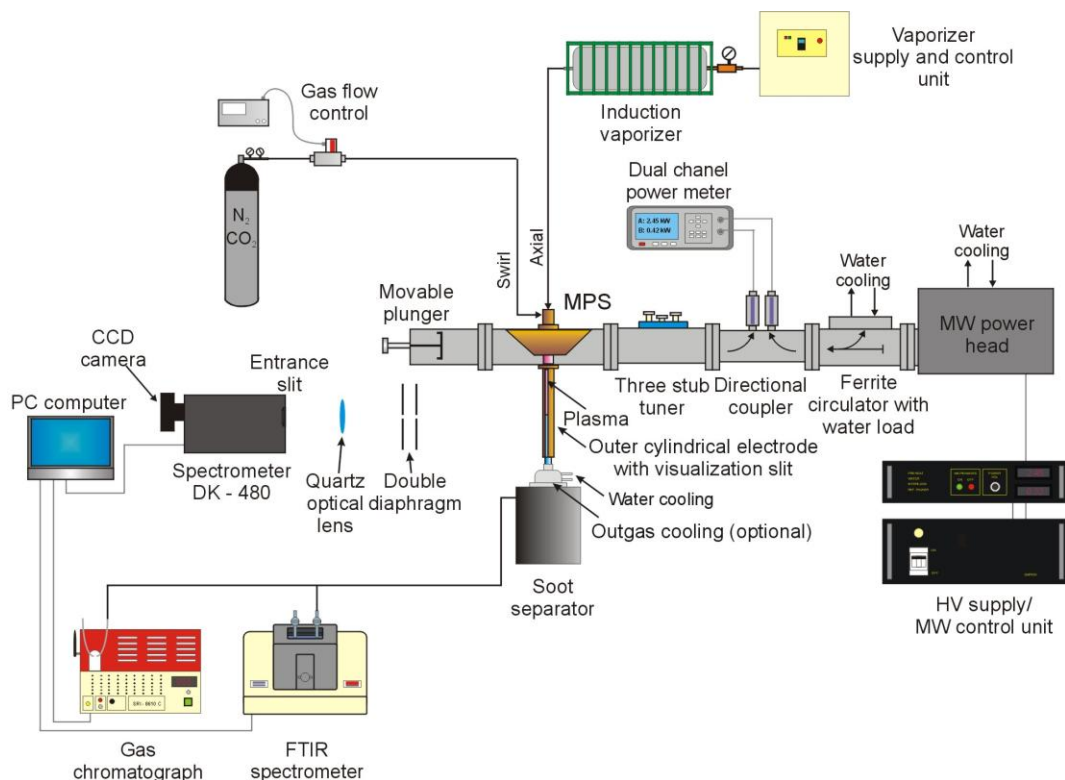 Vaporizer
supply and control
unit
Gas flow
control
Induction
vaporizer
Dual chanel
power meter
A: 2.45 kW
B: 0.42 kW
N2
CO2
Swirl
Axial
Water
cooling
Water
cooling
Movable
plunger
MPS
MW power
head
CCD
camera
Entrance
slit
PC computer
Three stub
tuner
Directional
coupler
Ferrite
circulator with
water load
Plasma
Outer cylindrical electrode
with visualization slit
Spectrometer
DK - 480
Quartz
optical
lens
Double
diaphragm
Water cooling
Outgas cooling (optional)
Soot
separator
HV supply/
MW control unit
SRI - 8610 C
Gas
chromatograph
FTIR
spectrometer